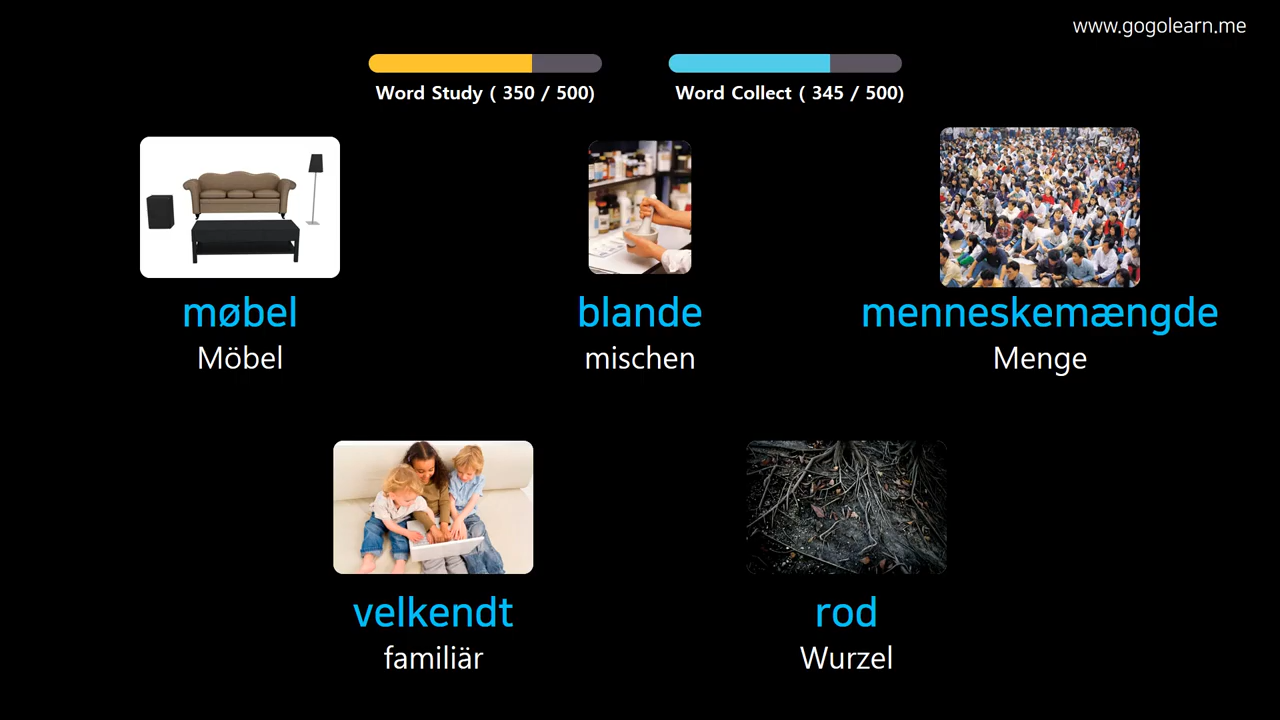 www.gogolearn.me
Word Study ( 350 / 500)
Word Collect ( 345 / 500)
møbel
Möbel
blande
mischen
menneskemængde
Menge
velkendt
familiär
rod
Wurzel